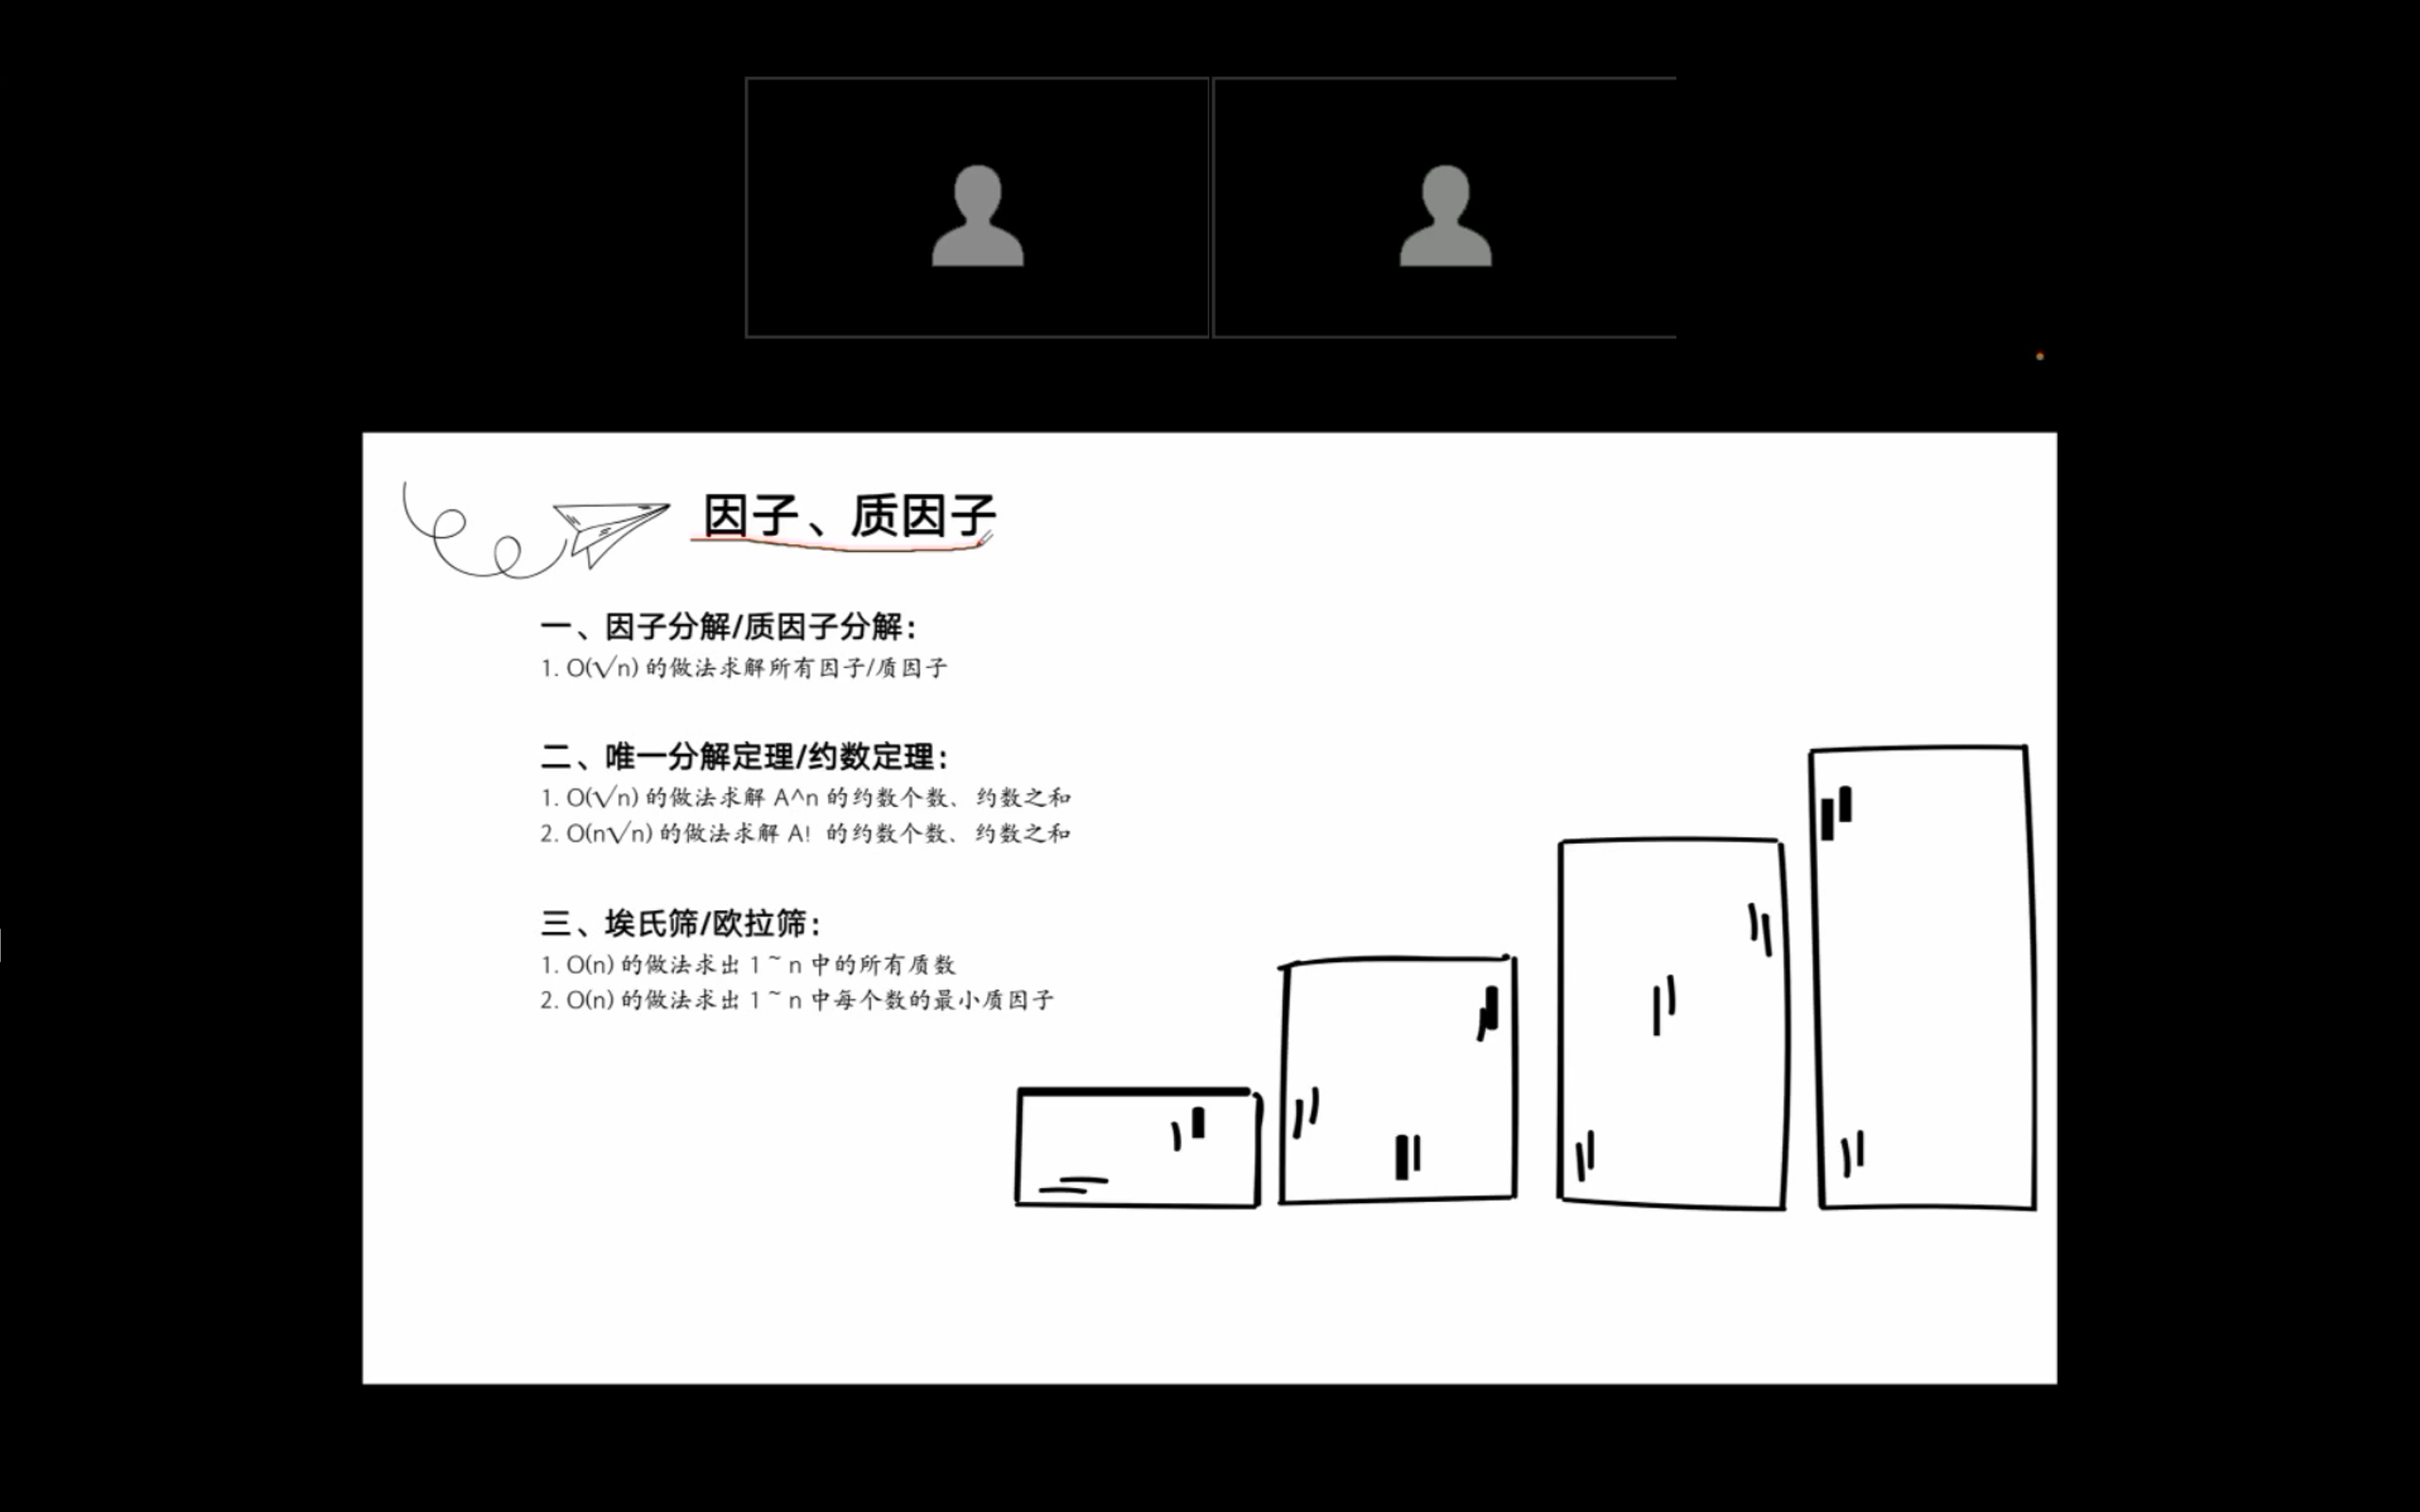 因子、质因子
一、因子分解/质因子分解：
1. O(√n) 的做法求解所有因子/质因子
二、唯一分解定理/约数定理：
1. O(√n) 的做法求解 A^n 的约数个数、约数之和
2. O(n√n) 的做法求解 A! 的约数个数、约数之和
三、埃氏筛/欧拉筛：
1. O(n) 的做法求出 1 ~ n 中的所有质数
2. O(n) 的做法求出 1 ~ n 中每个数的最小质因子